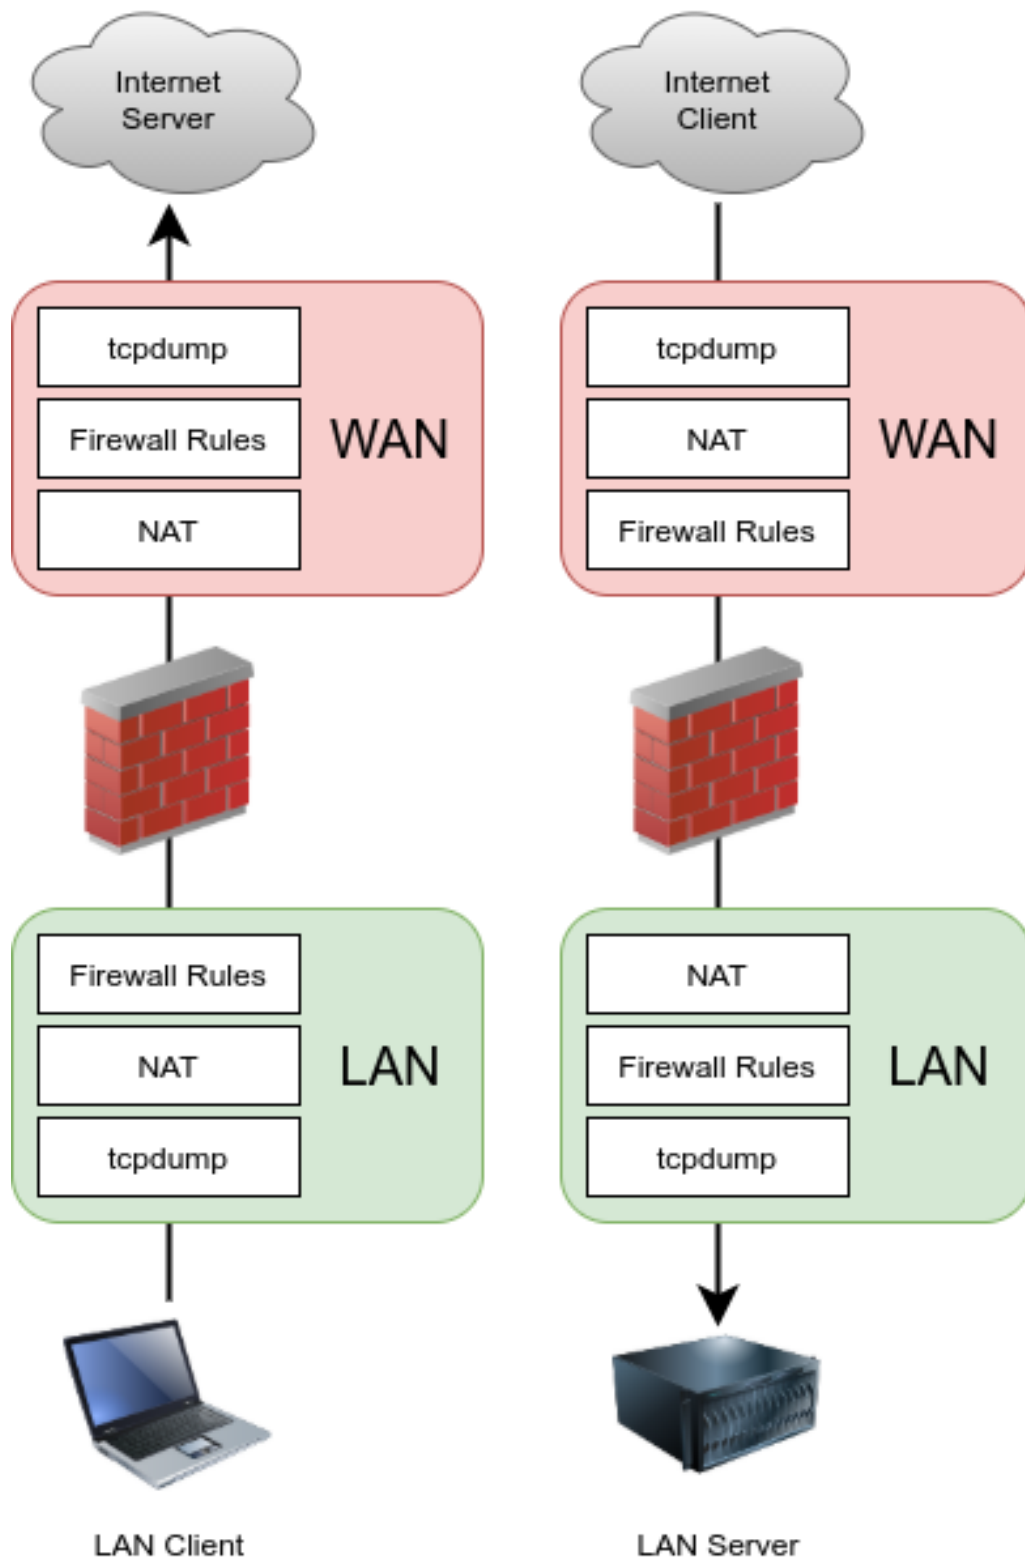 Internet
Server
tcpdump
Firewall Rules
WAN
NAT
Firewall Rules
NAT
LAN
tcpdump
LAN Client
Internet
Client
tcpdump
NAT
WAN
Firewall Rules
NAT
Firewall Rules
LAN
tcpdump
LAN Server